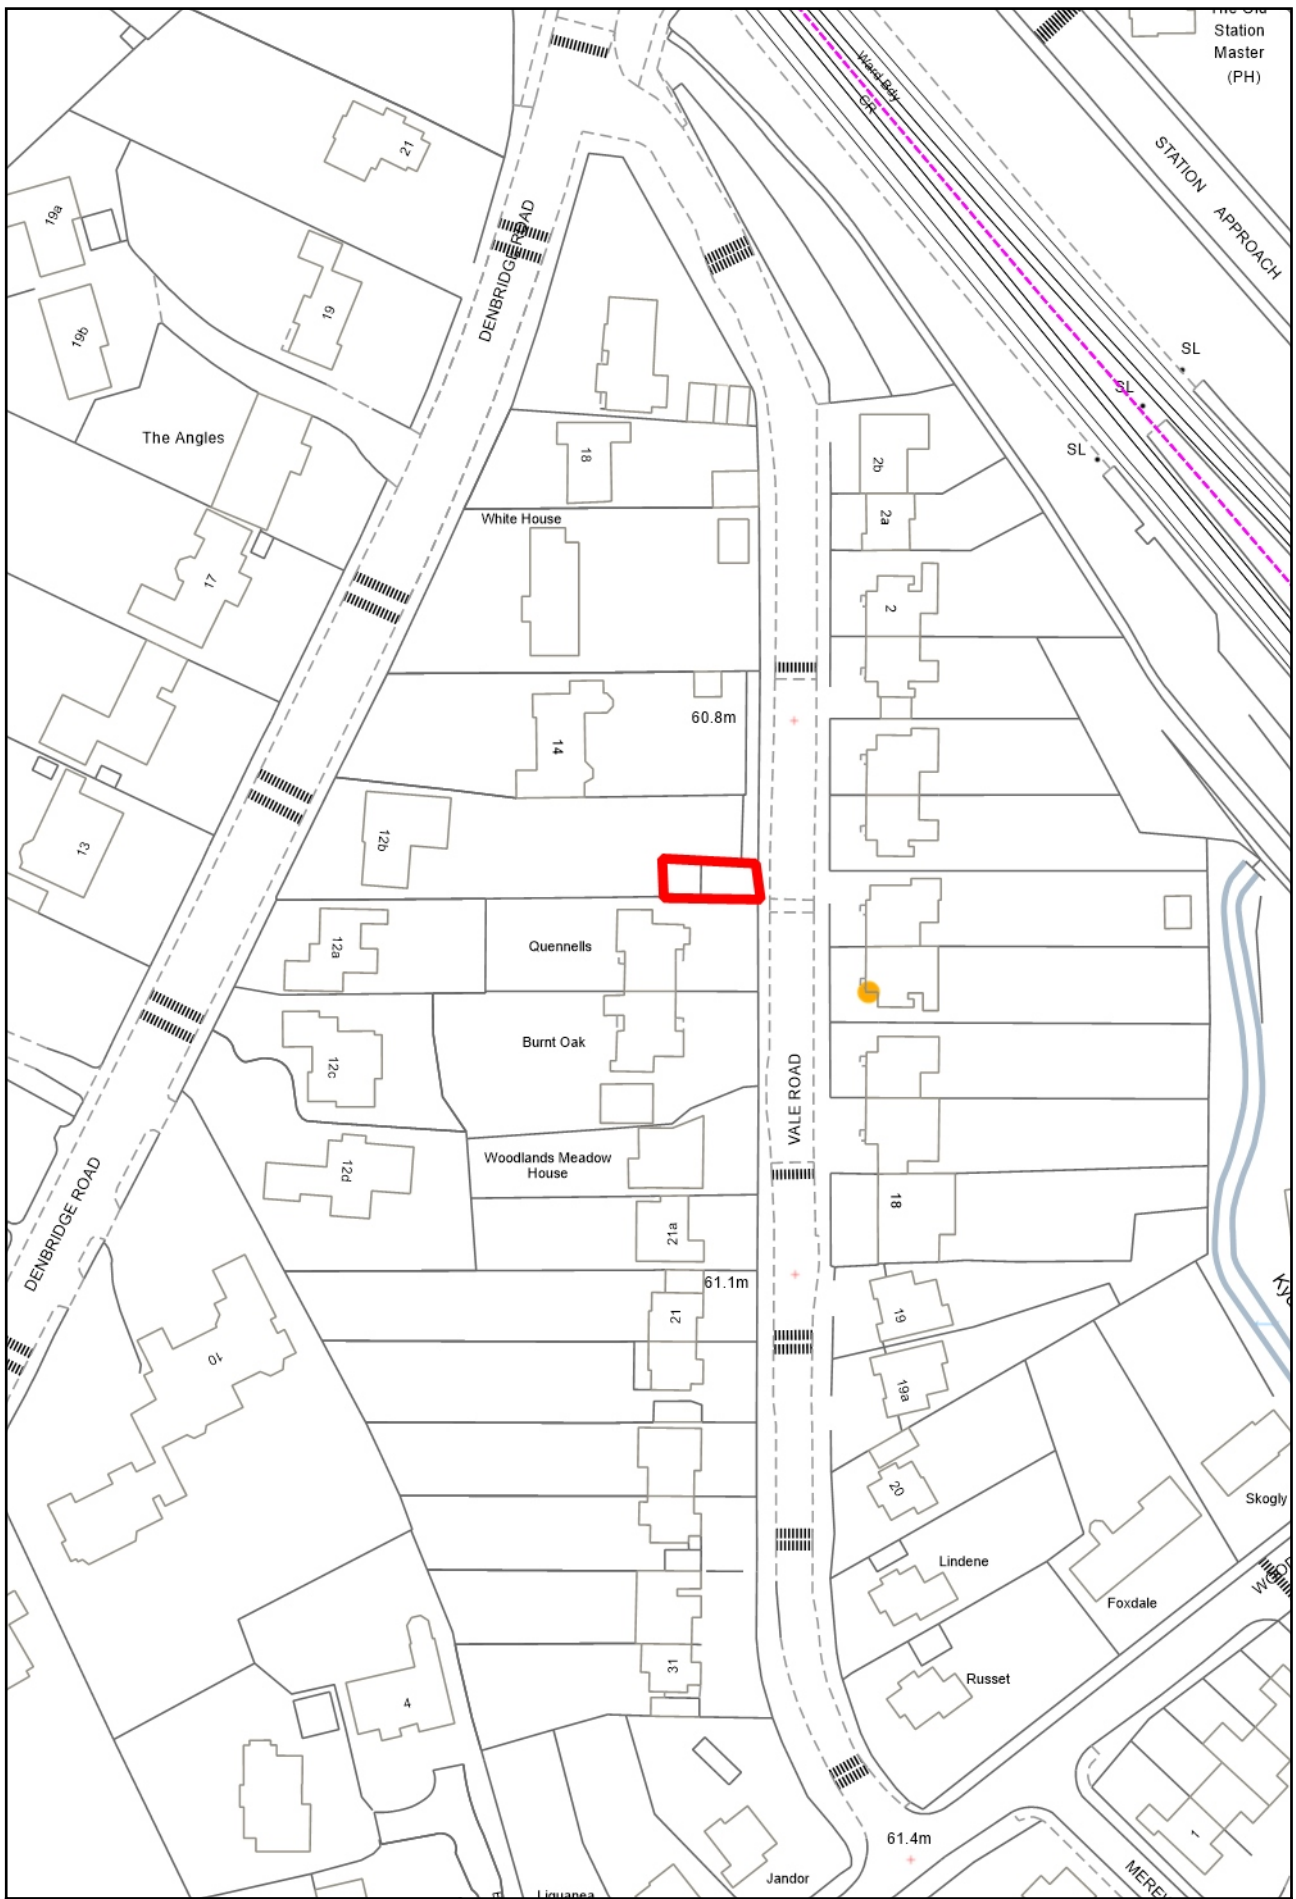 Station
Master
(PH)
Ward Bdy
CR
STATION APPROACH
21
19a
DENBRIDGE ROAD
19
19b
SL
SL
SL
The Angles
18
2b
White House
2a
17
2
60.8m
14
12b
13
Quennells
12a
Burnt Oak
12c
VALE ROAD
Woodlands Meadow
House
12d
18
DENBRIDGE ROAD
21a
61.1m
21
19
10
19a
20
Skogly
Lindene
Foxdale
31
Russet
4
1
61.4m
Jandor
Liguanea